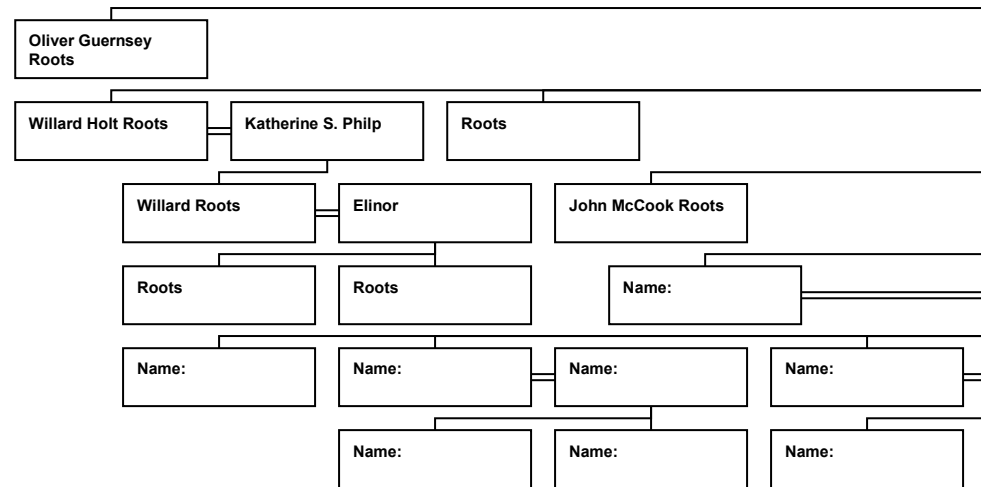 Oliver Guernsey
Roots
Willard Holt Roots
Katherine S. Philp
Roots
Willard Roots
Elinor
John McCook Roots
Roots
Roots
Name:
Name:
Name:
Name:
Name:
Name:
Name:
Name: